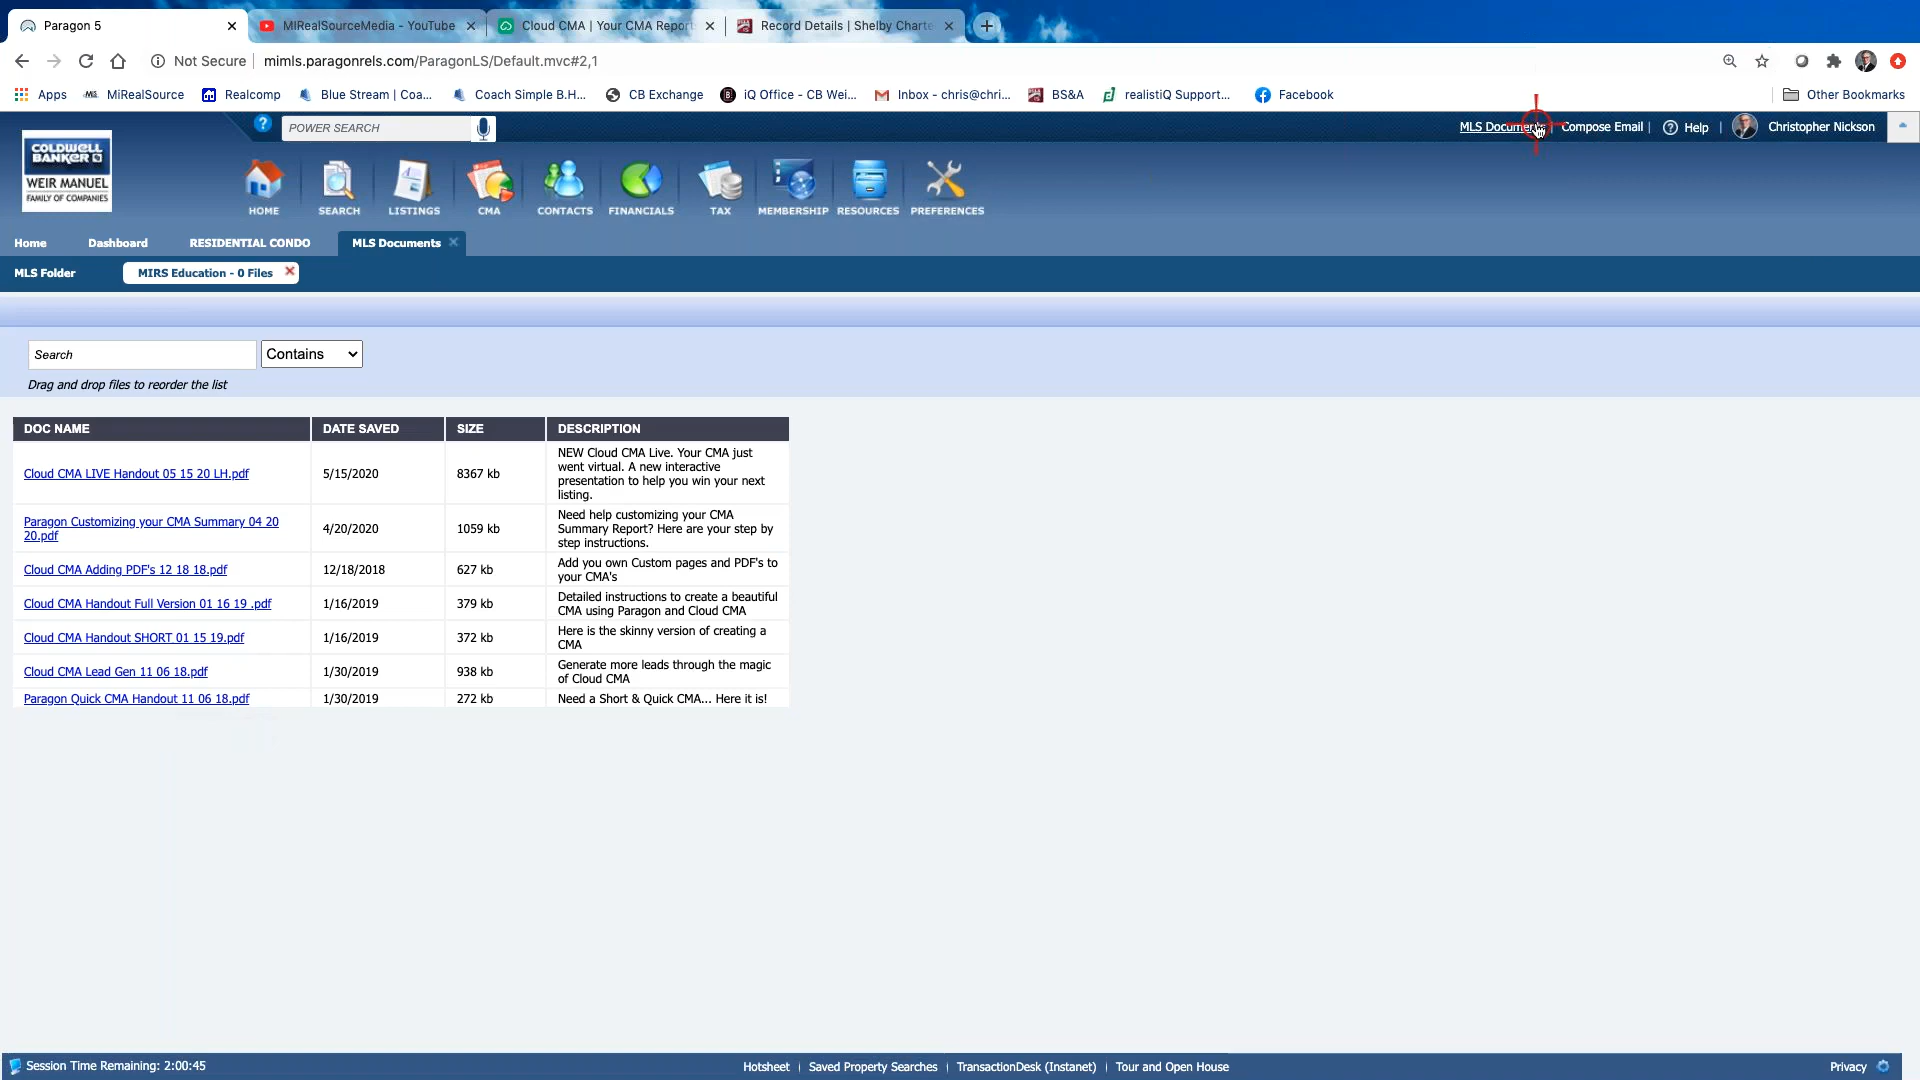 Paragon 5
MIRealSourceMedia - YouTube
Cloud CMA | Your CMA Report
Record Details | Shelby Charte
Not Secure
mimls.paragonrels.com/ParagonLS/Default.mvc#2,1
Apps
MiRealSource
Realcomp
Blue Stream | Coa...
Coach Simple B.H...
CB Exchange
iQ Office - CB Wei...
Inbox - chris@chri...
BS&A
realistiQ Support...
Facebook
Other Bookmarks
POWER SEARCH
MLS Documents
Compose Email
Help
Christopher Nickson
COLDWELL
BANKER
WEIR MANUEL
FAMILY OF COMPANIES
HOME
SEARCH
LISTINGS
CMA
CONTACTS
FINANCIALS
TAX
MEMBERSHIP
RESOURCES
PREFERENCES
Home
Dashboard
RESIDENTIAL CONDO
MLS Documents
MLS Folder
MIRS Education - 0 Files
Search
Contains
Drag and drop files to reorder the list
DOC NAME
DATE SAVED
SIZE
DESCRIPTION
Cloud CMA LIVE Handout 05 15 20 LH.pdf
5/15/2020
8367 kb
NEW Cloud CMA Live. Your CMA just
went virtual. A new interactive
presentation to help you win your next
listing.
Paragon Customizing your CMA Summary 04 20
20.pdf
4/20/2020
1059 kb
Need help customizing your CMA
Summary Report? Here are your step by
step instructions.
Cloud CMA Adding PDF's 12 18 18.pdf
12/18/2018
627 kb
Add you own Custom pages and PDF's to
your CMA's
Cloud CMA Handout Full Version 01 16 19 .pdf
1/16/2019
379 kb
Detailed instructions to create a beautiful
CMA using Paragon and Cloud CMA
Cloud CMA Handout SHORT 01 15 19.pdf
1/16/2019
372 kb
Here is the skinny version of creating a
CMA
Cloud CMA Lead Gen 11 06 18.pdf
1/30/2019
938 kb
Generate more leads through the magic
of Cloud CMA
Paragon Quick CMA Handout 11 06 18.pdf
1/30/2019
272 kb
Need a Short & Quick CMA... Here it is!
Session Time Remaining: 2:00:45
Hotsheet | Saved Property Searches | TransactionDesk (Instanet) | Tour and Open House
Privacy